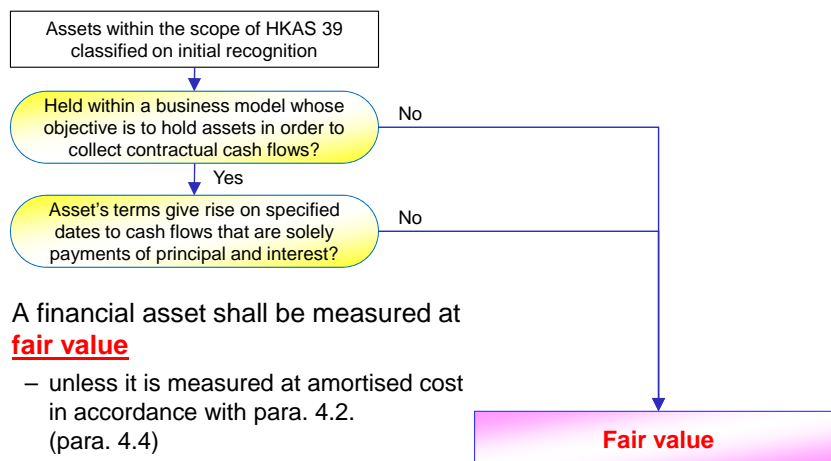 Assets within the scope of HKAS 39
classified on initial recognition
Held within a business model whose
objective is to hold assets in order to
collect contractual cash flows?
No
Yes
Asset's terms give rise on specified
dates to cash flows that are solely
payments of principal and interest?
No
A financial asset shall be measured at
fair value
– unless it is measured at amortised cost
in accordance with para. 4.2.
(para. 4.4)
Fair value